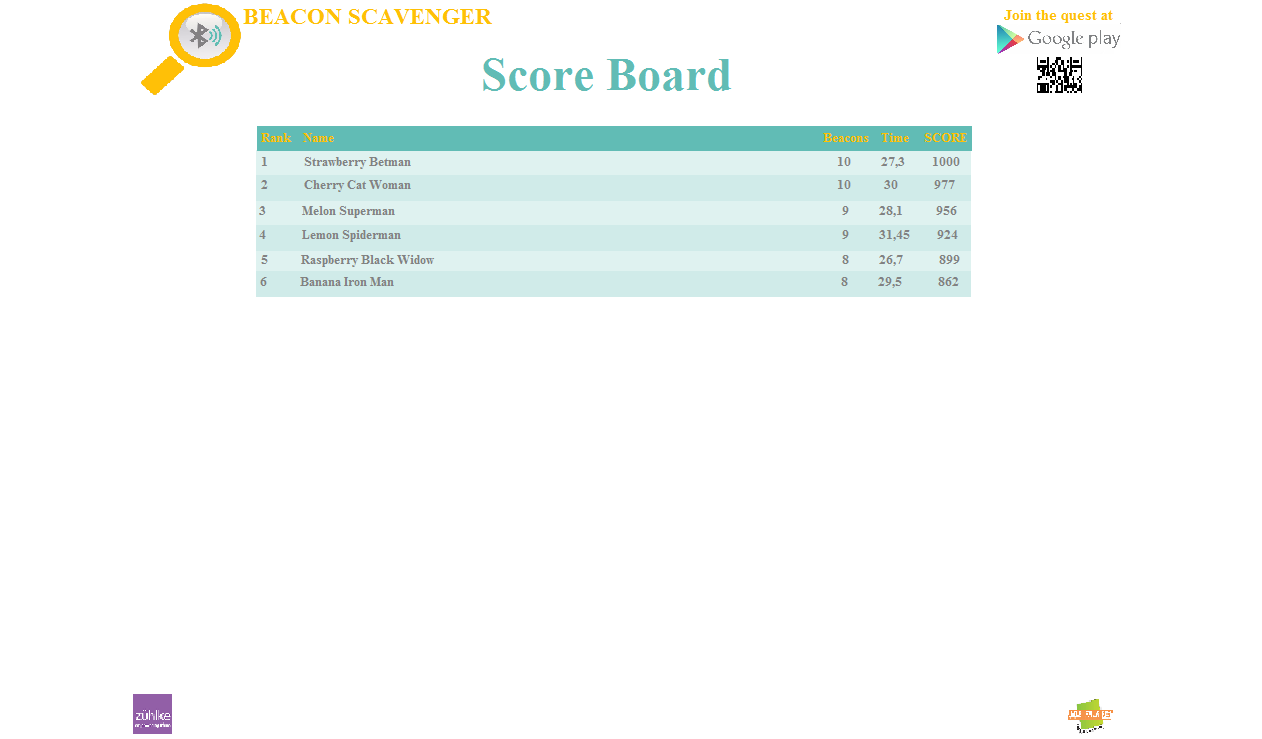 BEACON SCAVENGER
Join the quest at
Google play
Score Board
Rank Name Beacons Time SCORE
1 Strawberry Betman 10 27,3 1000
2 Cherry Cat Woman 10 30 977
3 Melon Superman 9 28,1 956
4 Lemon Spiderman 9 31,45 924
5 Raspberry Black Widow 8 26,7 899
6 Banana Iron Man 8 29,5 862
zühlke